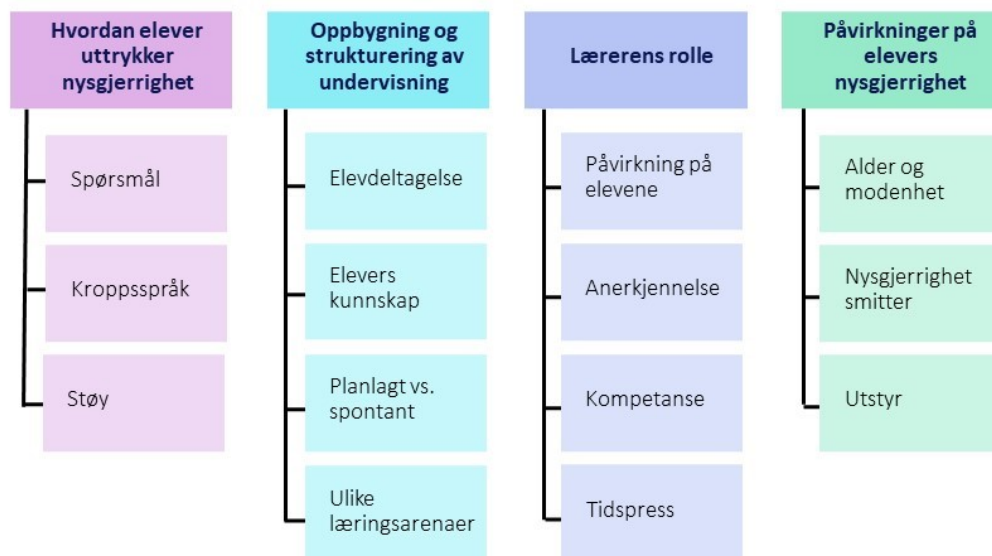 Hvordan elever
uttrykker
nysgjerrighet
Spørsmål
Kroppsspråk
Støy
Oppbygning og
strukturering av
undervisning
Elevdeltagelse
Elevers
kunnskap
Planlagt vs.
spontant
Ulike
læringsarenaer
Lærerens rolle
Påvirkning på
elevene
Anerkjennelse
Kompetanse
Tidspress
Påvirkninger på
elevers
nysgjerrighet
Alder og
modenhet
Nysgjerrighet
smitter
Utstyr